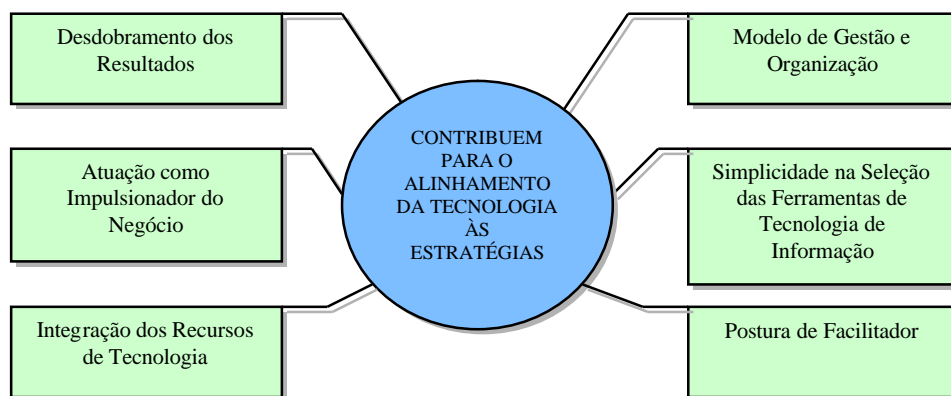 Desdobramento dos
Resultados
Atuação como
Impulsionador do
Negócio
Integração dos Recursos
de Tecnologia
CONTRIBUEM
PARA O
ALINHAMENTO
DA TECNOLOGIA
ÀS
ESTRATÉGIAS
Modelo de Gestão e
Organização
Simplicidade na Seleção
das Ferramentas de
Tecnologia de
Informação
Postura de Facilitador